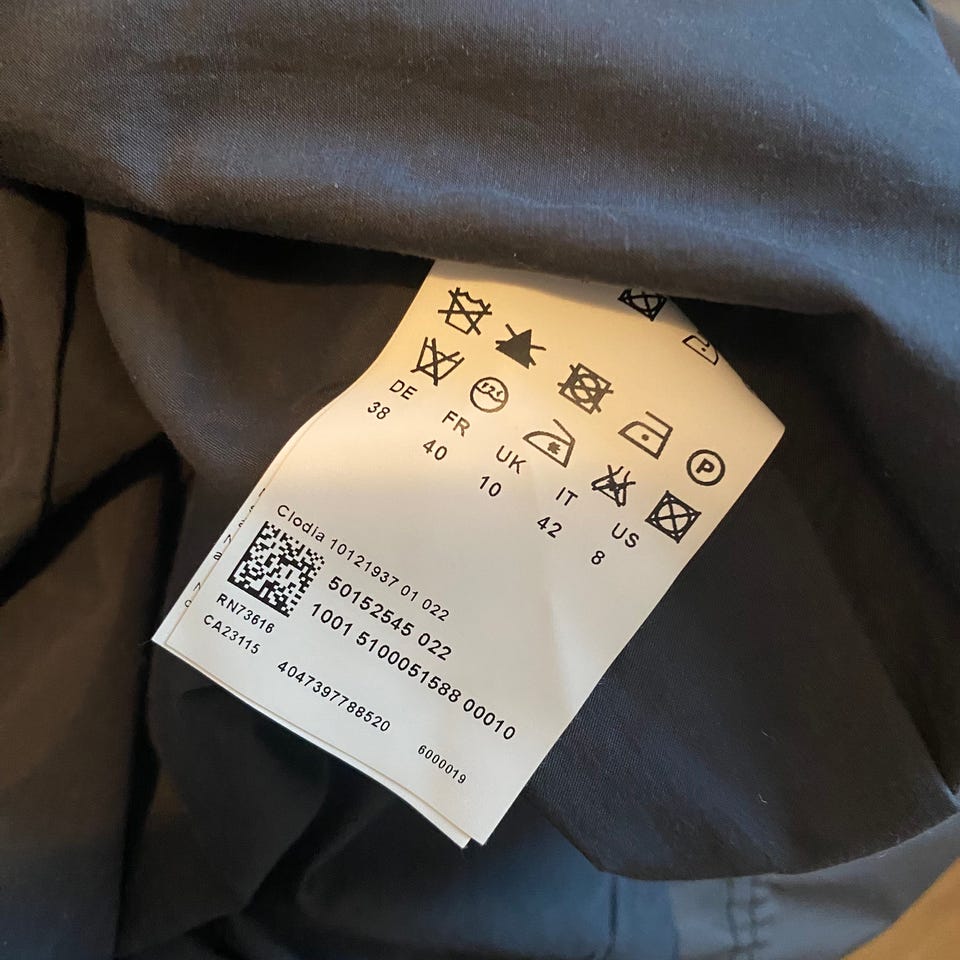 DE FR UK IT US
38 40 10 42 8
Clodia 10121937 01 022
50152545 022
1001 5100051588 00010
RN73616
CA23115
4047397788520
6000019
P